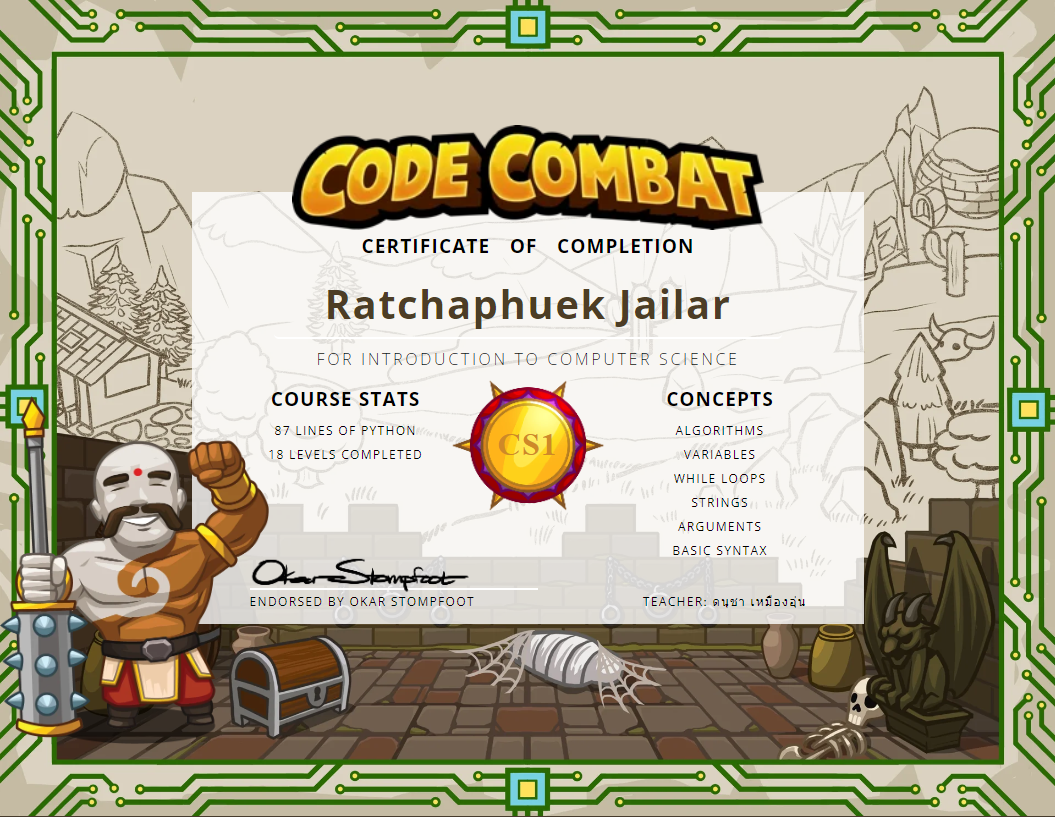 CODE COMBAT
CERTIFICATE OF COMPLETION
Ratchaphuek Jailar
FOR INTRODUCTION TO COMPUTER SCIENCE
COURSE STATS
87 LINES OF PYTHON
18 LEVELS COMPLETED
CS1
CONCEPTS
ALGORITHMS
VARIABLES
WHILE LOOPS
STRINGS
ARGUMENTS
BASIC SYNTAX
Okar Stompfoot
ENDORSED BY OKAR STOMPFOOT
TEACHER: ดนุชา เหมืองอุ่น